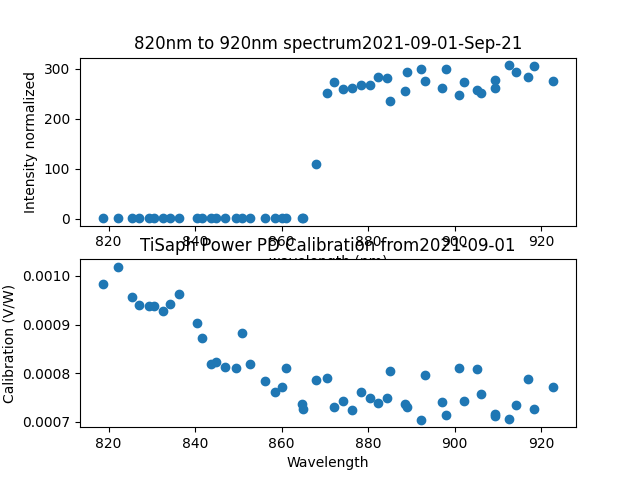 820nm to 920nm spectrum2021-09-01-Sep-21
300
200
100
0
Intensity normalized
820 840 860 880 900 920
wavelength (nm)
TiSaph Power PD Calibration from2021-09-01
0.0010
0.0009
0.0008
0.0007
Calibration (V/W)
820 840 860 880 900 920
Wavelength